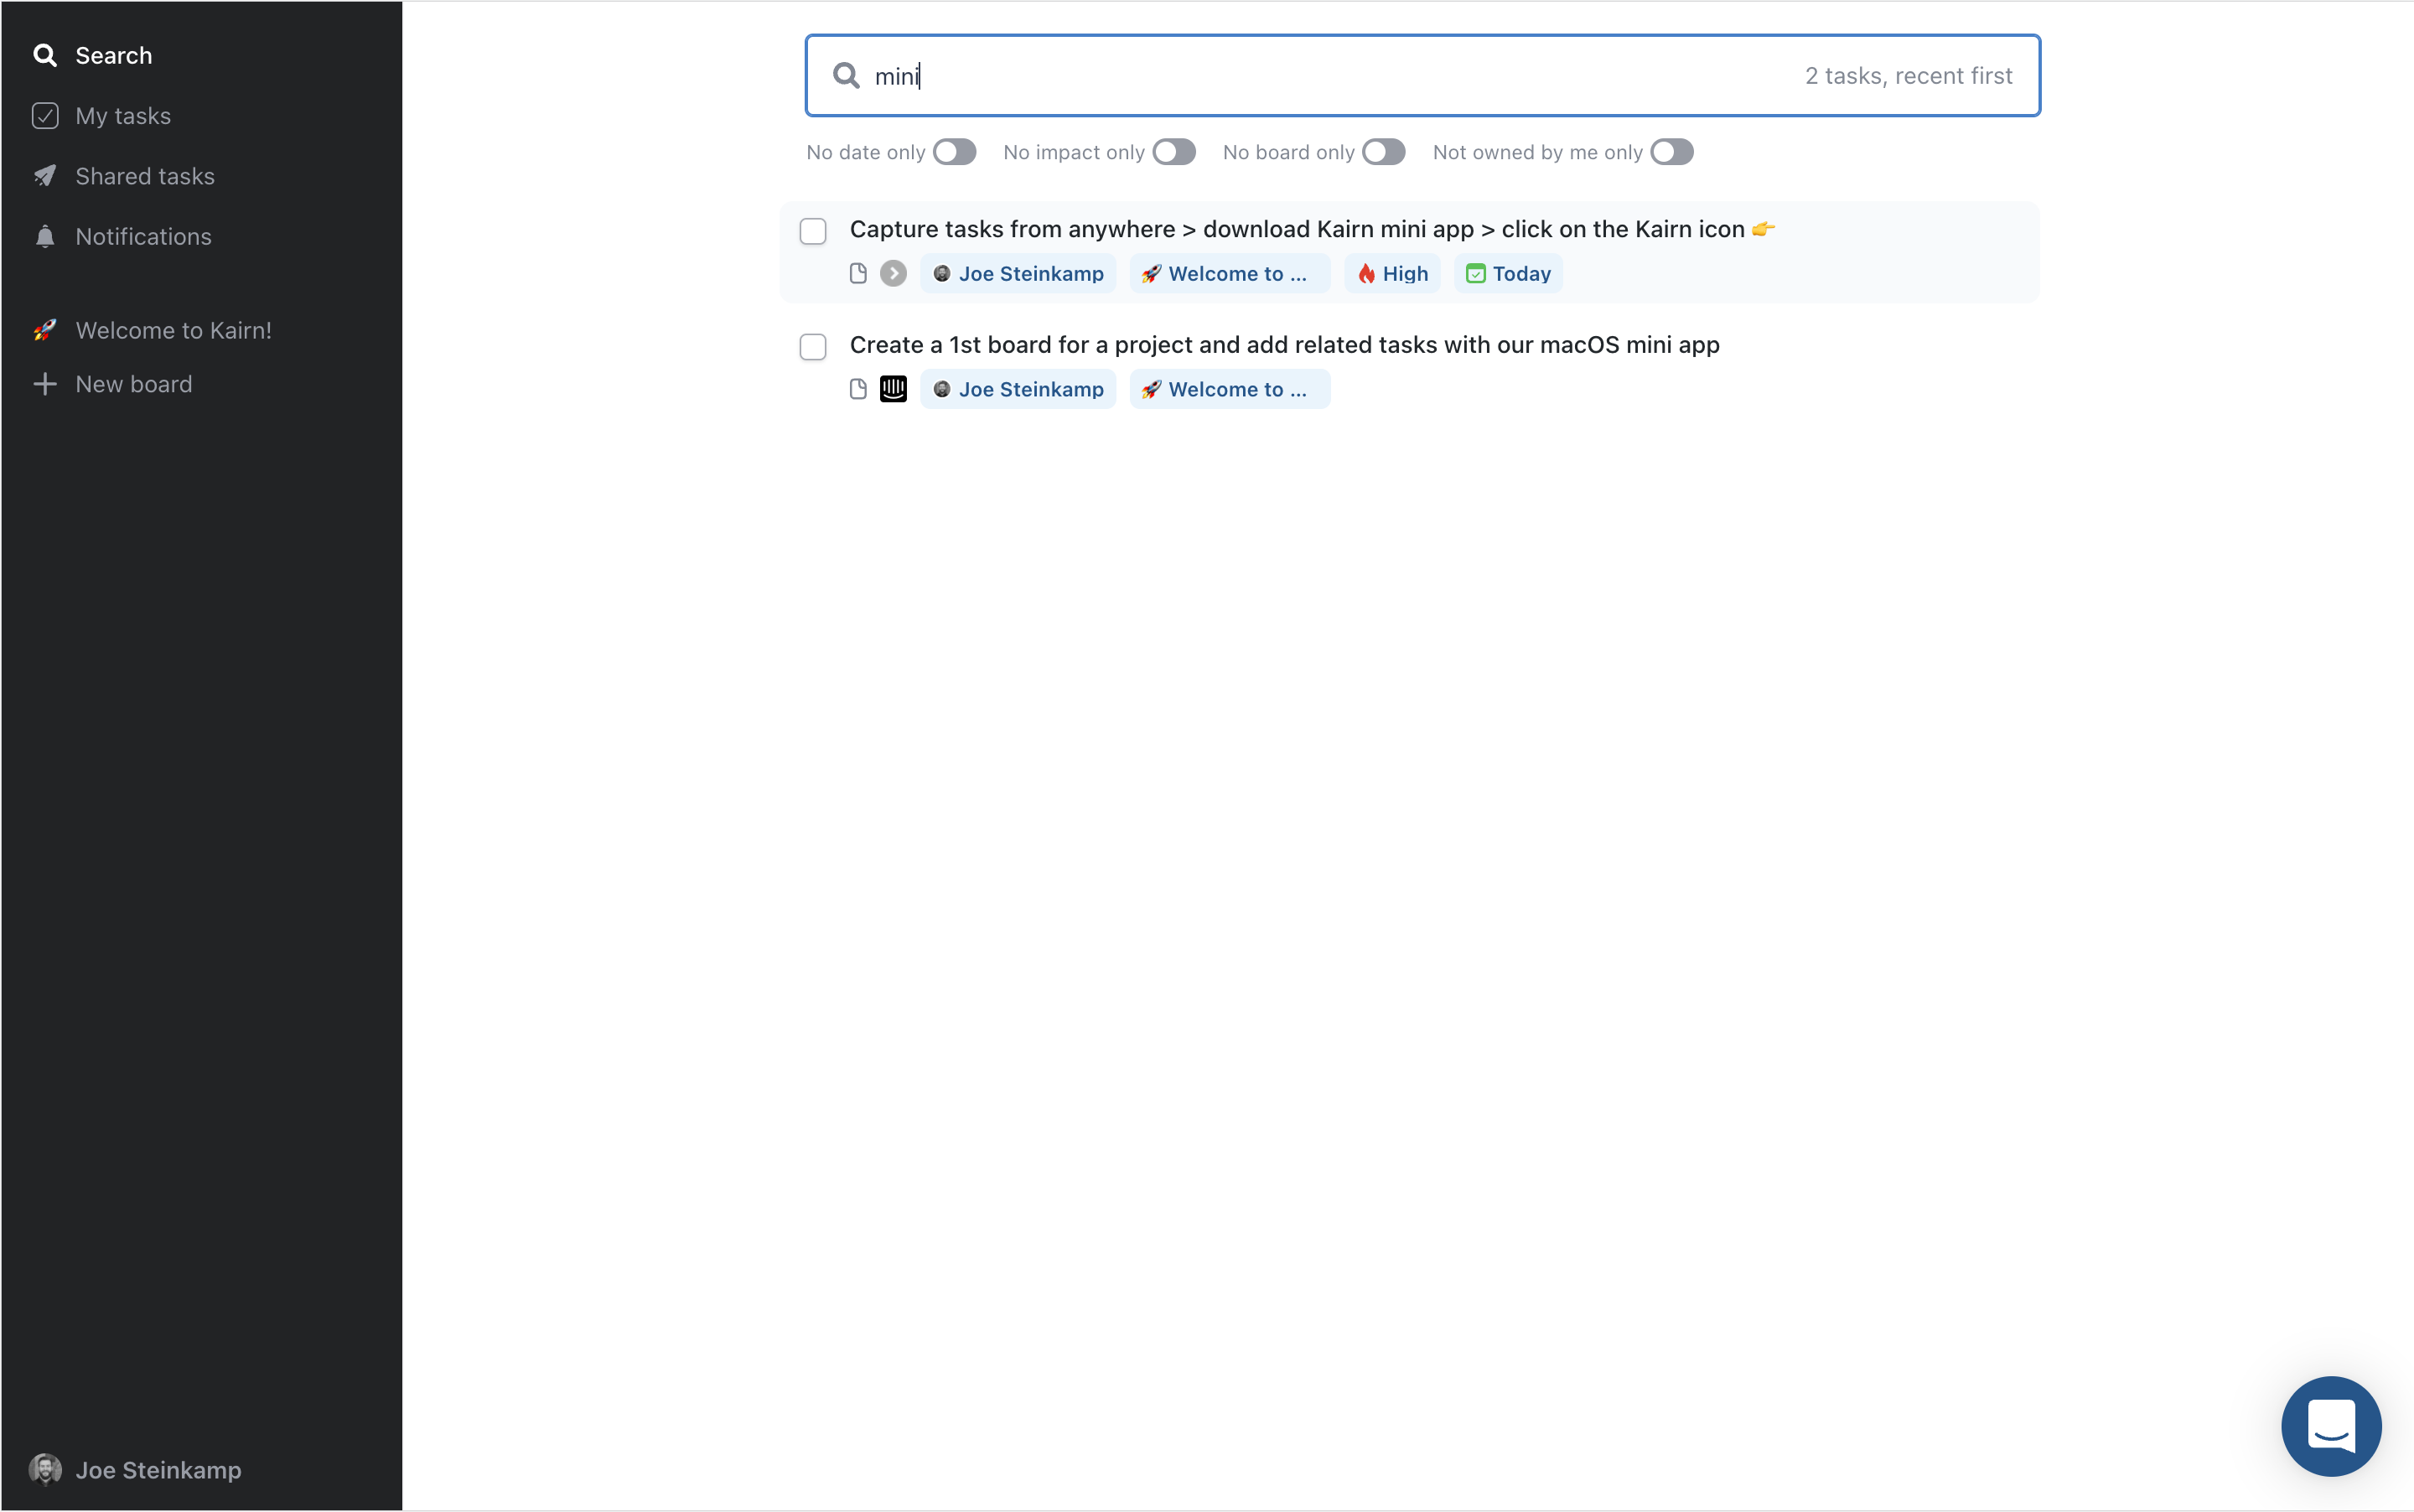 Search
My tasks
Shared tasks
Notifications
🚀 Welcome to Kairn!
New board
Joe Steinkamp
mini
2 tasks, recent first
No date only
No impact only
No board only
Not owned by me only
Capture tasks from anywhere > download Kairn mini app > click on the Kairn icon 👉
Joe Steinkamp 🚀 Welcome to ... High Today
Create a 1st board for a project and add related tasks with our macOS mini app
Joe Steinkamp 🚀 Welcome to ...